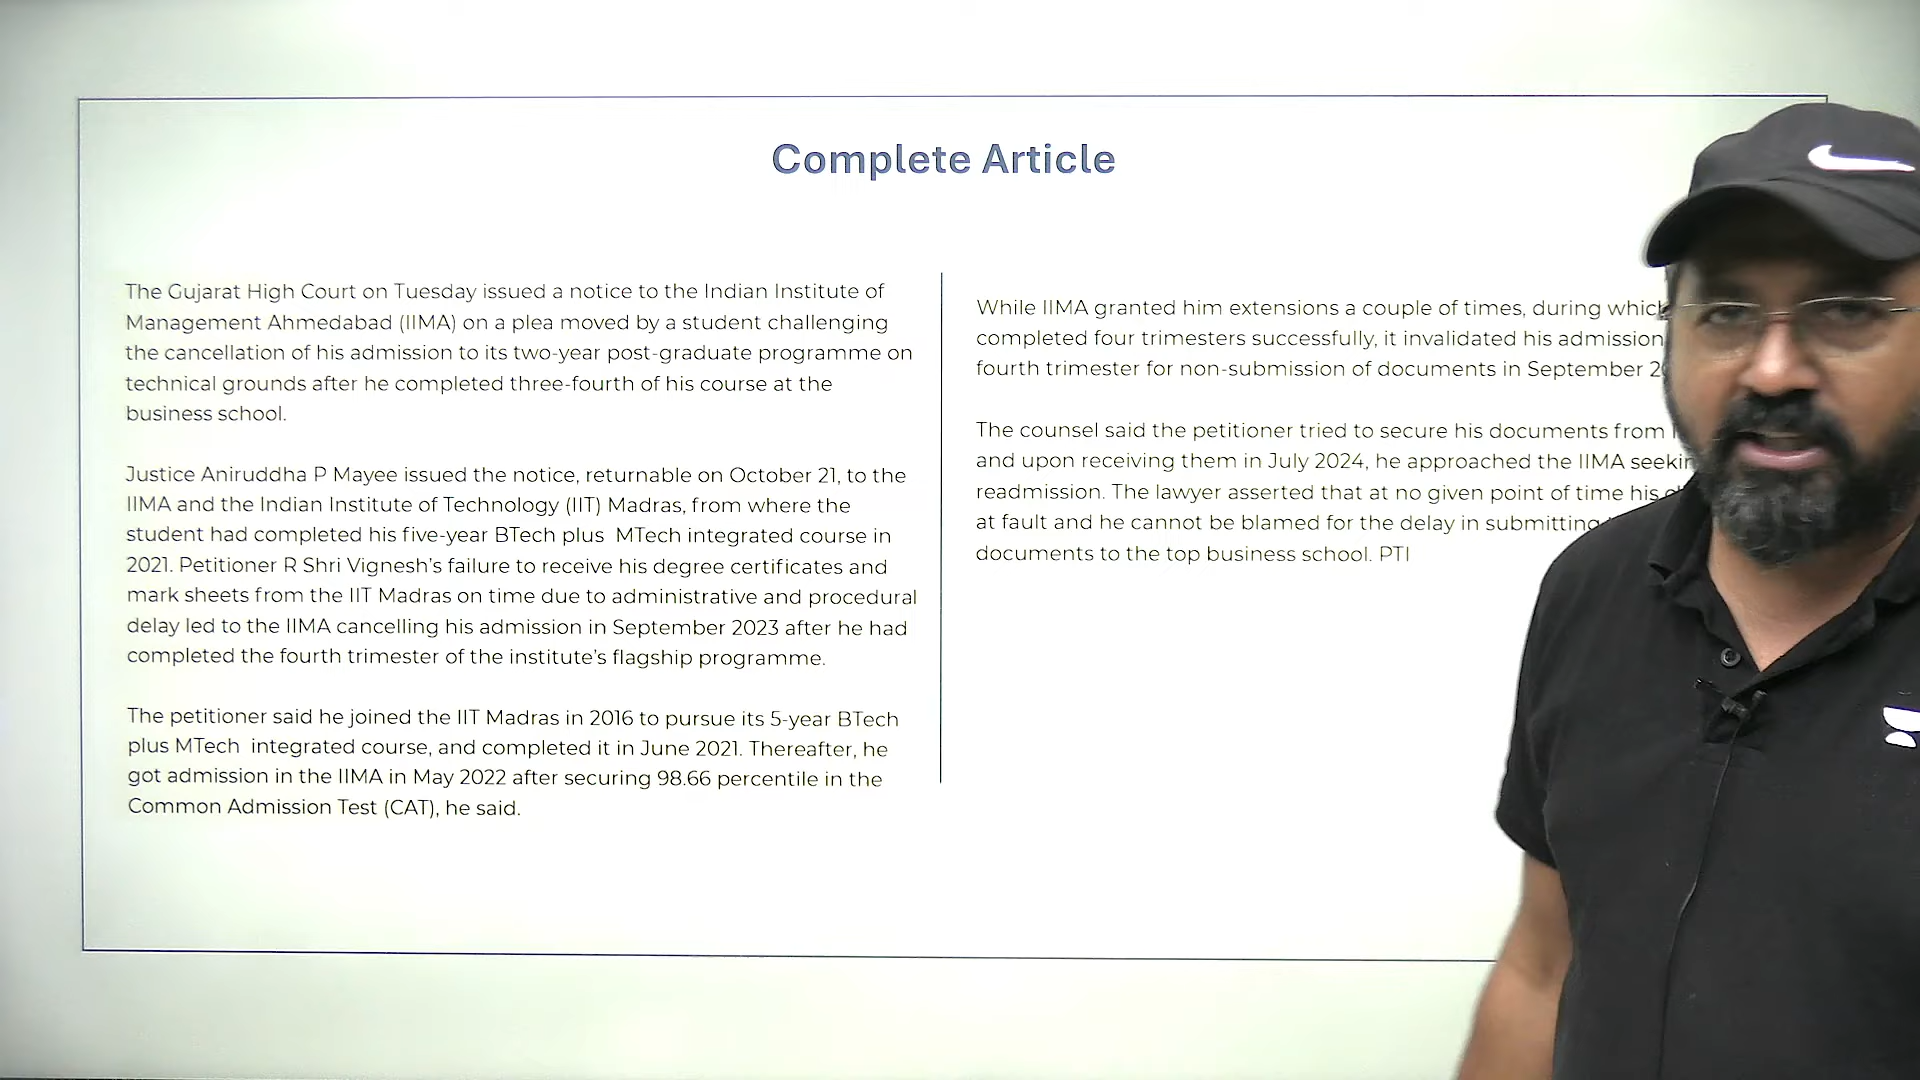 Complete Article
The Gujarat High Court on Tuesday issued a notice to the Indian Institute of
Management Ahmedabad (IIMA) on a plea moved by a student challenging
the cancellation of his admission to its two-year post-graduate programme on
technical grounds after he completed three-fourth of his course at the
business school.
Justice Aniruddha P Mayee issued the notice, returnable on October 21, to the
IIMA and the Indian Institute of Technology (IIT) Madras, from where the
student had completed his five-year BTech plus MTech integrated course in
2021. Petitioner R Shri Vignesh's failure to receive his degree certificates and
mark sheets from the IIT Madras on time due to administrative and procedural
delay led to the IIMA cancelling his admission in September 2023 after he had
completed the fourth trimester of the institute's flagship programme.
The petitioner said he joined the IIT Madras in 2016 to pursue its 5-year BTech
plus MTech integrated course, and completed it in June 2021. Thereafter, he
got admission in the IIMA in May 2022 after securing 98.66 percentile in the
Common Admission Test (CAT), he said.
While IIMA granted him extensions a couple of times, during
completed four trimesters successfully, it invalidated his admission
fourth trimester for non-submission of documents in September
The counsel said the petitioner tried to secure his documents from
and upon receiving them in July 2024, he approached the IIMA
readmission. The lawyer asserted that at no given point of time his
at fault and he cannot be blamed for the delay in submitting
documents to the top business school. PTI